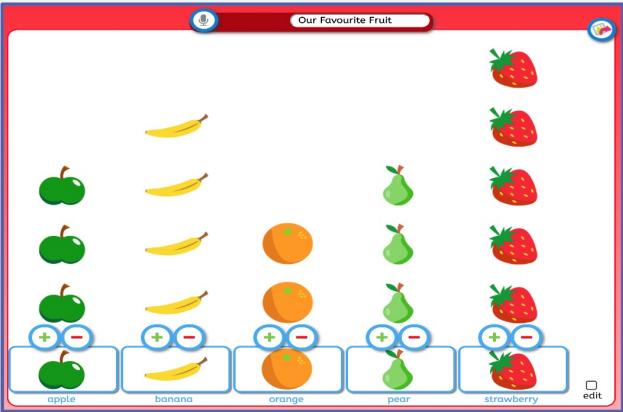 Our Favourite Fruit
apple
banana
orange
pear
strawberry
edit